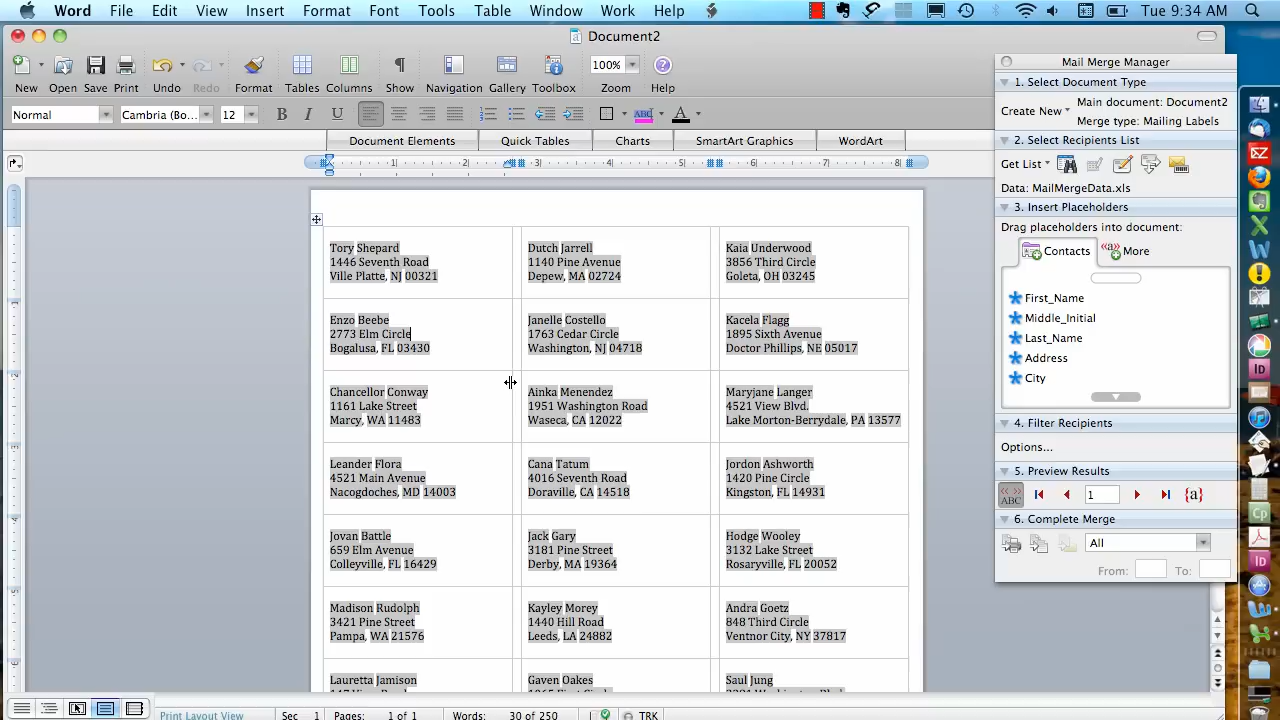 Word File Edit View Insert Format Font Tools Table Window Work Help Tue 9:34 AM
Document2
New Open Save Print Undo Redo Format Tables Columns Show Navigation Gallery Toolbox Zoom Help
100%
Normal Cambria (Bo... 12 B I U ABC A
Document Elements Quick Tables Charts SmartArt Graphics WordArt
1 2 3 4 5 6 7 8
Tory Shepard
1446 Seventh Road
Ville Platte, NJ 00321
Dutch Jarrell
1140 Pine Avenue
Depew, MA 02724
Kaia Underwood
3856 Third Circle
Goleta, OH 03245
Enzo Beebe
2773 Elm Circle
Bogalusa, FL 03430
Janelle Costello
1763 Cedar Circle
Washington, NJ 04718
Kacela Flagg
1895 Sixth Avenue
Doctor Phillips, NE 05017
Chancellor Conway
1161 Lake Street
Marcy, WA 11483
Ainka Menendez
1951 Washington Road
Waseca, CA 12022
Maryjane Langer
4521 View Blvd.
Lake Morton-Berrydale, PA 13577
Leander Flora
4521 Main Avenue
Nacogdoches, MD 14003
Cana Tatum
4016 Seventh Road
Doraville, CA 14518
Jordon Ashworth
1420 Pine Circle
Kingston, FL 14931
Jovan Battle
659 Elm Avenue
Colleyville, FL 16429
Jack Gary
3181 Pine Street
Derby, MA 19364
Hodge Wooley
3132 Lake Street
Rosaryville, FL 20052
Madison Rudolph
3421 Pine Street
Pampa, WA 21576
Kayley Morey
1440 Hill Road
Leeds, LA 24882
Andra Goetz
848 Third Circle
Ventnor City, NY 37817
Lauretta Jamison
Gaven Oakes
Saul Jung
Mail Merge Manager
1. Select Document Type
Create New
Main document: Document2
Merge type: Mailing Labels
2. Select Recipients List
Get List
Data: MailMergeData.xls
3. Insert Placeholders
Drag placeholders into document:
Contacts More
First_Name
Middle_Initial
Last_Name
Address
City
4. Filter Recipients
Options...
5. Preview Results
ABC 1 {a}
6. Complete Merge
All
From: To:
Print Layout View Sec 1 Pages: 1 of 1 Words: 30 of 29 TRK